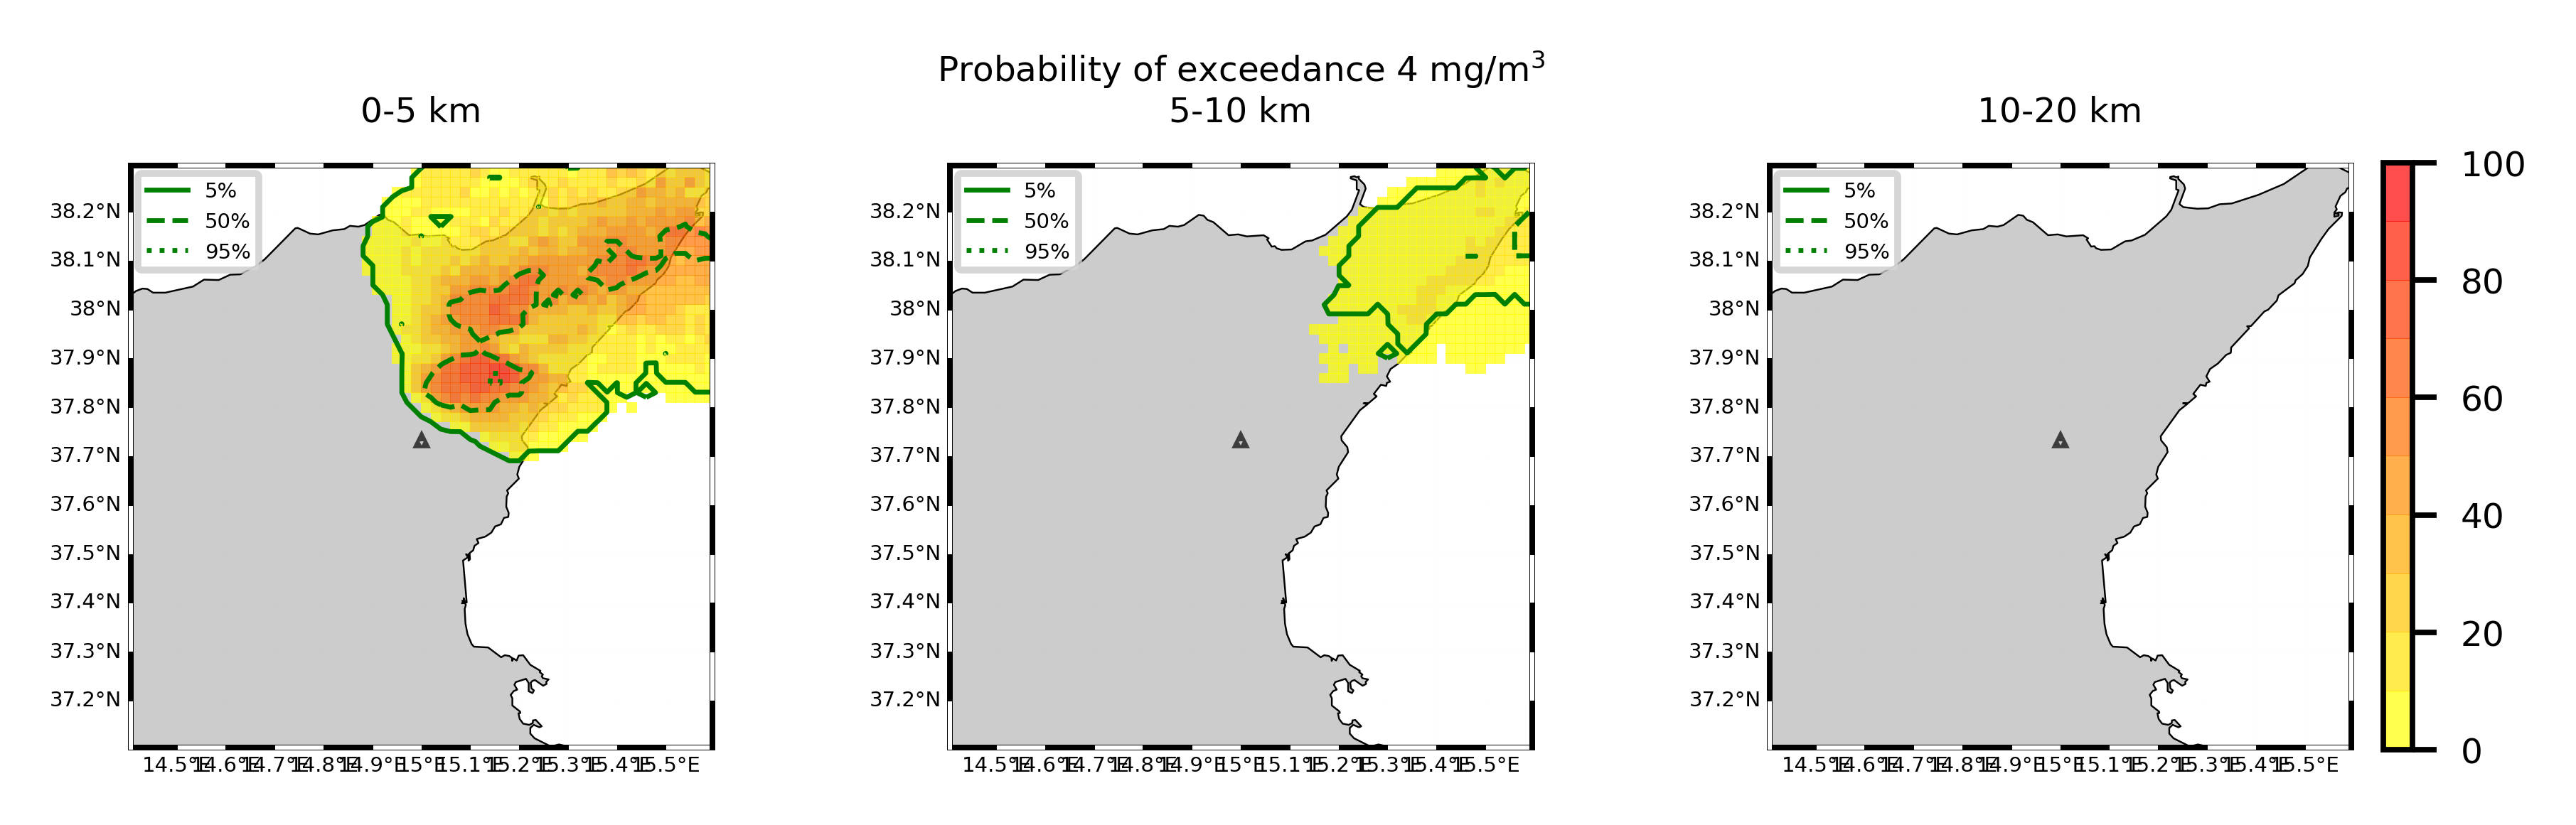 Probability of exceedance 4 mg/m³
0-5 km
5%
50%
95%
38.2°N
38.1°N
38°N
37.9°N
37.8°N
37.7°N
37.6°N
37.5°N
37.4°N
37.3°N
37.2°N
14.5°E 14.6°E 14.7°E 14.8°E 14.9°E 15°E 15.1°E 15.2°E 15.3°E 15.4°E 15.5°E
5-10 km
5%
50%
95%
38.2°N
38.1°N
38°N
37.9°N
37.8°N
37.7°N
37.6°N
37.5°N
37.4°N
37.3°N
37.2°N
14.5°E 14.6°E 14.7°E 14.8°E 14.9°E 15°E 15.1°E 15.2°E 15.3°E 15.4°E 15.5°E
10-20 km
5%
50%
95%
38.2°N
38.1°N
38°N
37.9°N
37.8°N
37.7°N
37.6°N
37.5°N
37.4°N
37.3°N
37.2°N
14.5°E 14.6°E 14.7°E 14.8°E 14.9°E 15°E 15.1°E 15.2°E 15.3°E 15.4°E 15.5°E
100
80
60
40
20
0